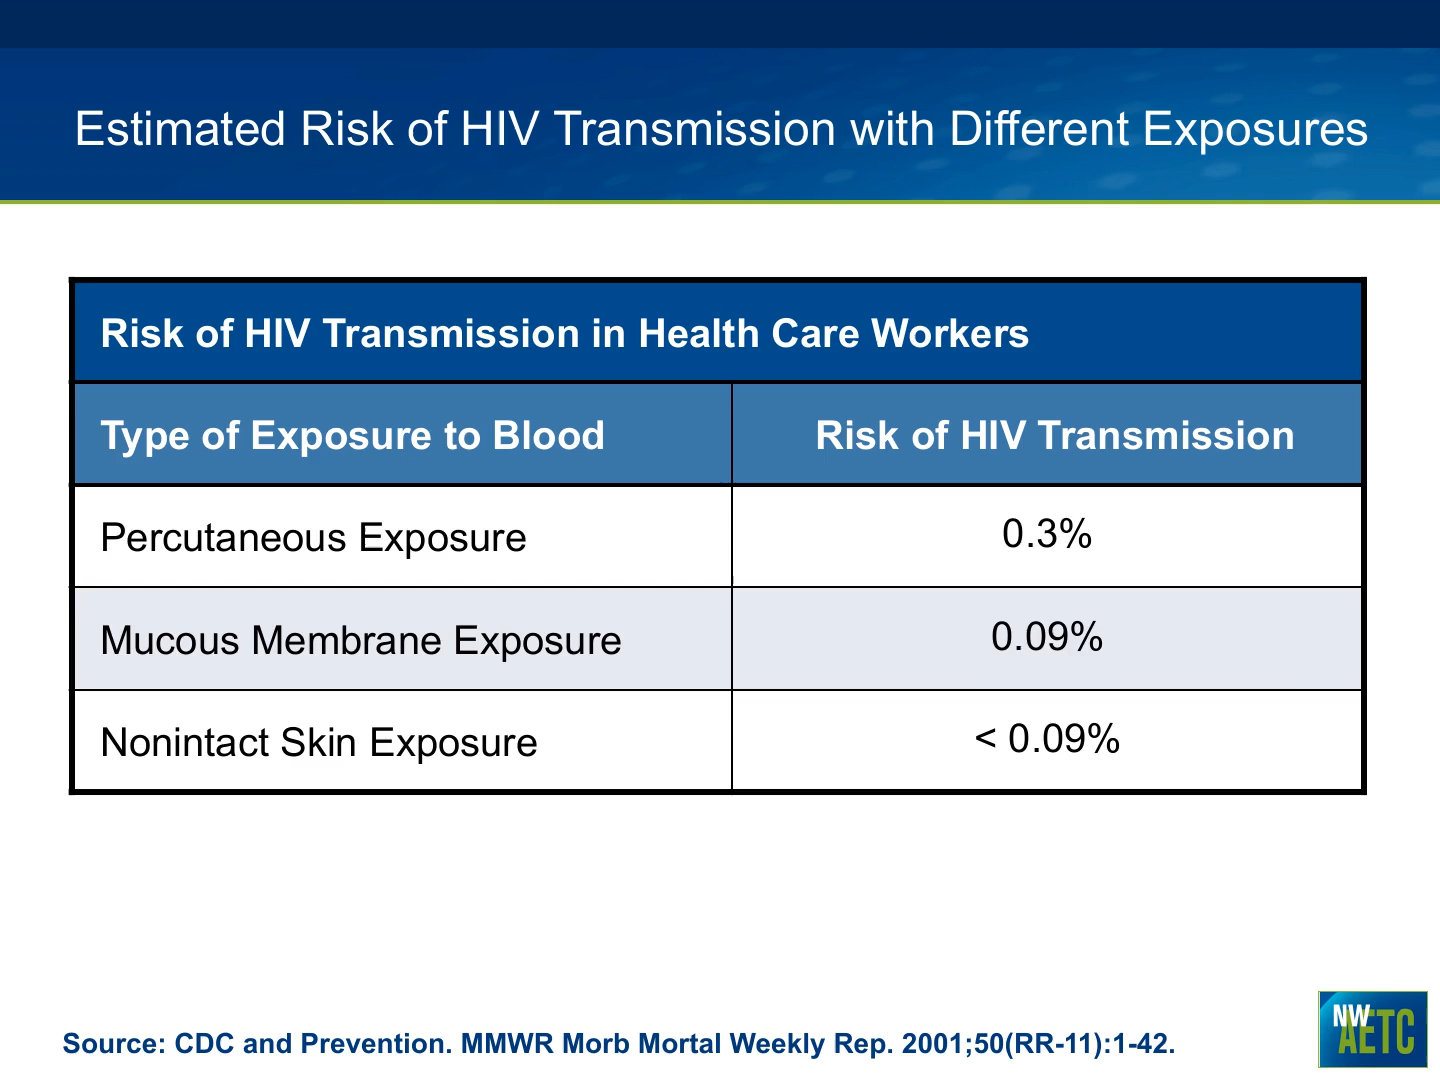 Estimated Risk of HIV Transmission with Different Exposures
Risk of HIV Transmission in Health Care Workers
Type of Exposure to Blood
Risk of HIV Transmission
Percutaneous Exposure
0.3%
Mucous Membrane Exposure
0.09%
Nonintact Skin Exposure
< 0.09%
Source: CDC and Prevention. MMWR Morb Mortal Weekly Rep. 2001;50(RR-11):1-42.
NW
AETC